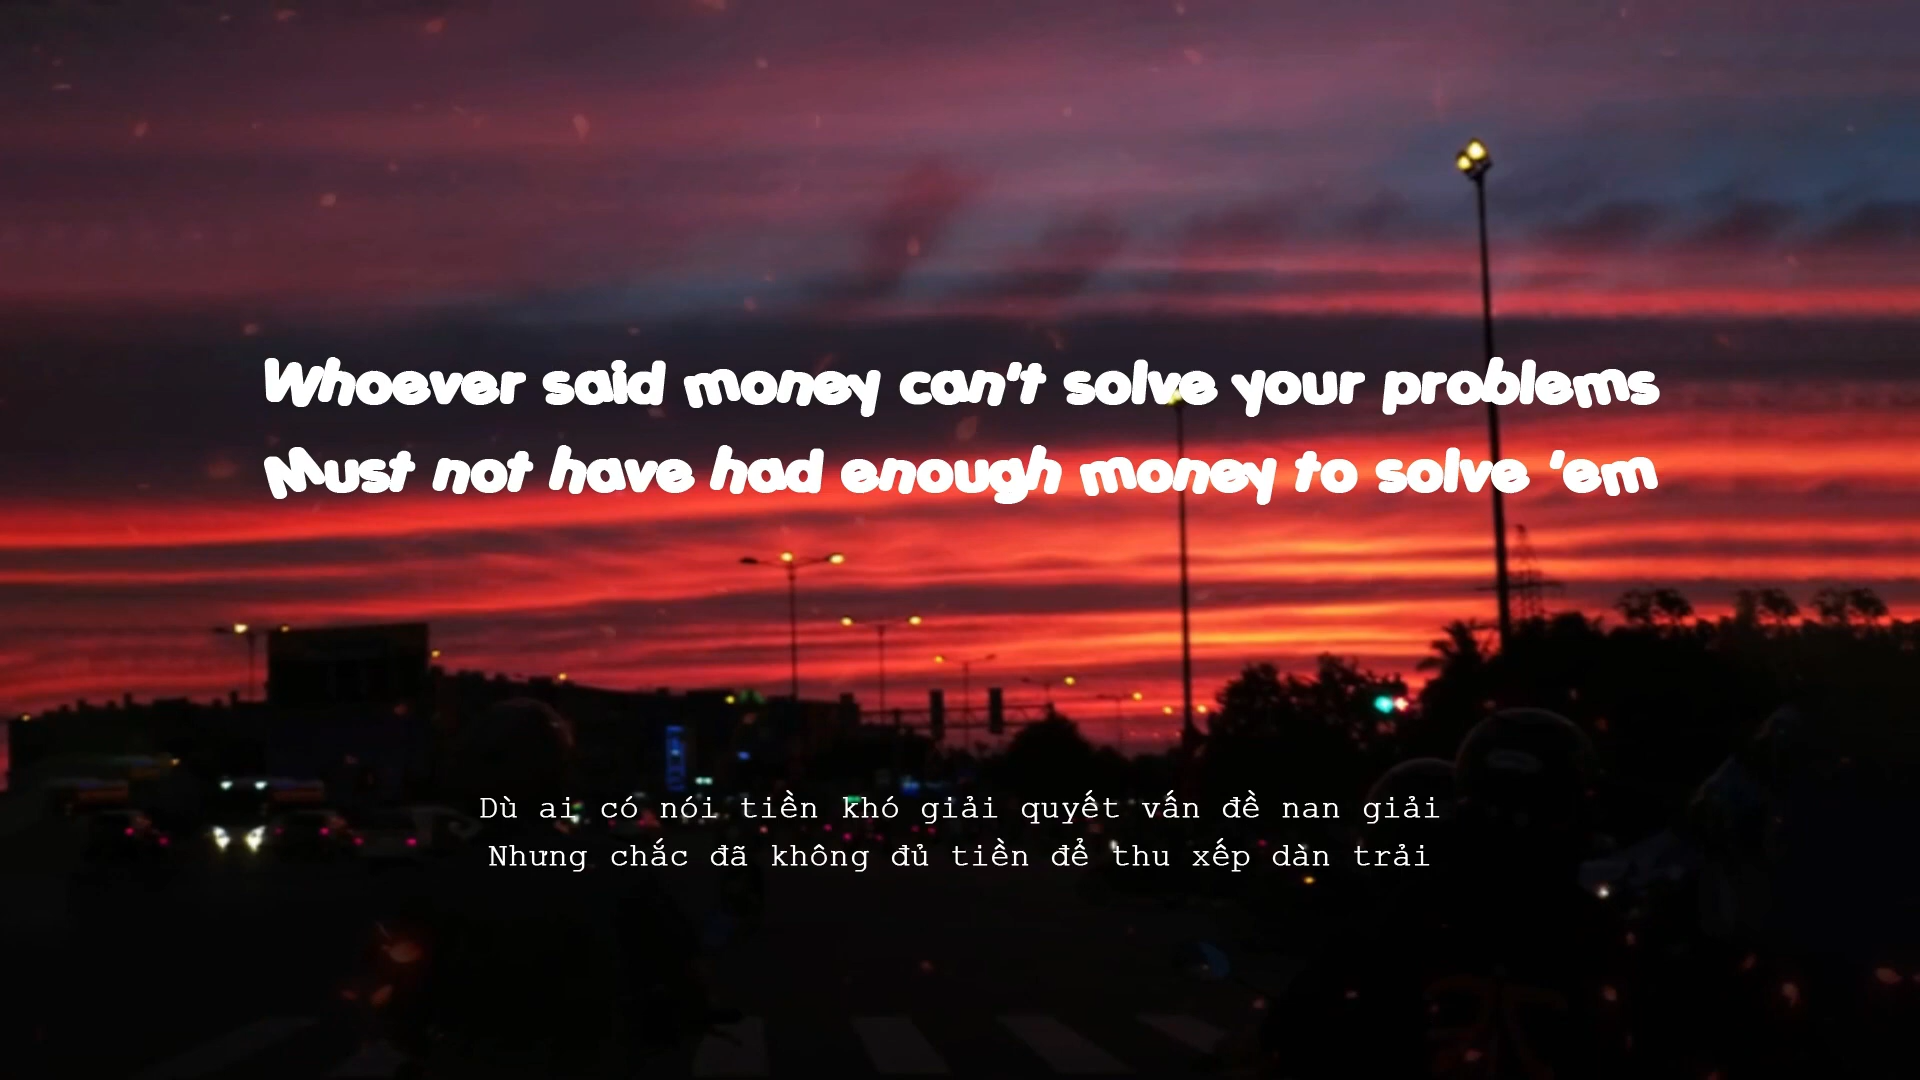 Whoever said money can't solve your problems
Must not have had enough money to solve 'em
Dù ai có nói tiền khó giải quyết vấn đề nan giải
Nhưng chắc đã không đủ tiền để thu xếp dàn trải